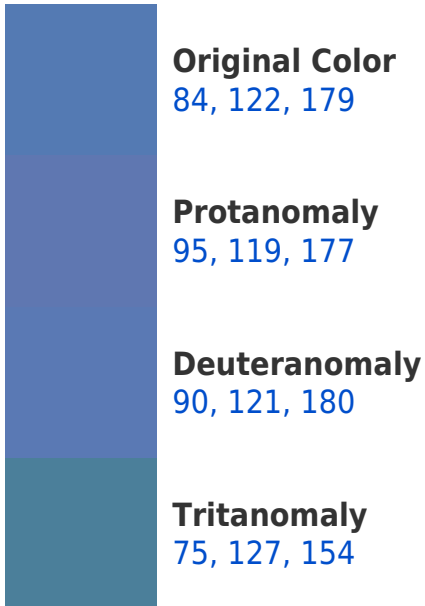 Original Color
84, 122, 179
Protanomaly
95, 119, 177
Deuteranomaly
90, 121, 180
Tritanomaly
75, 127, 154